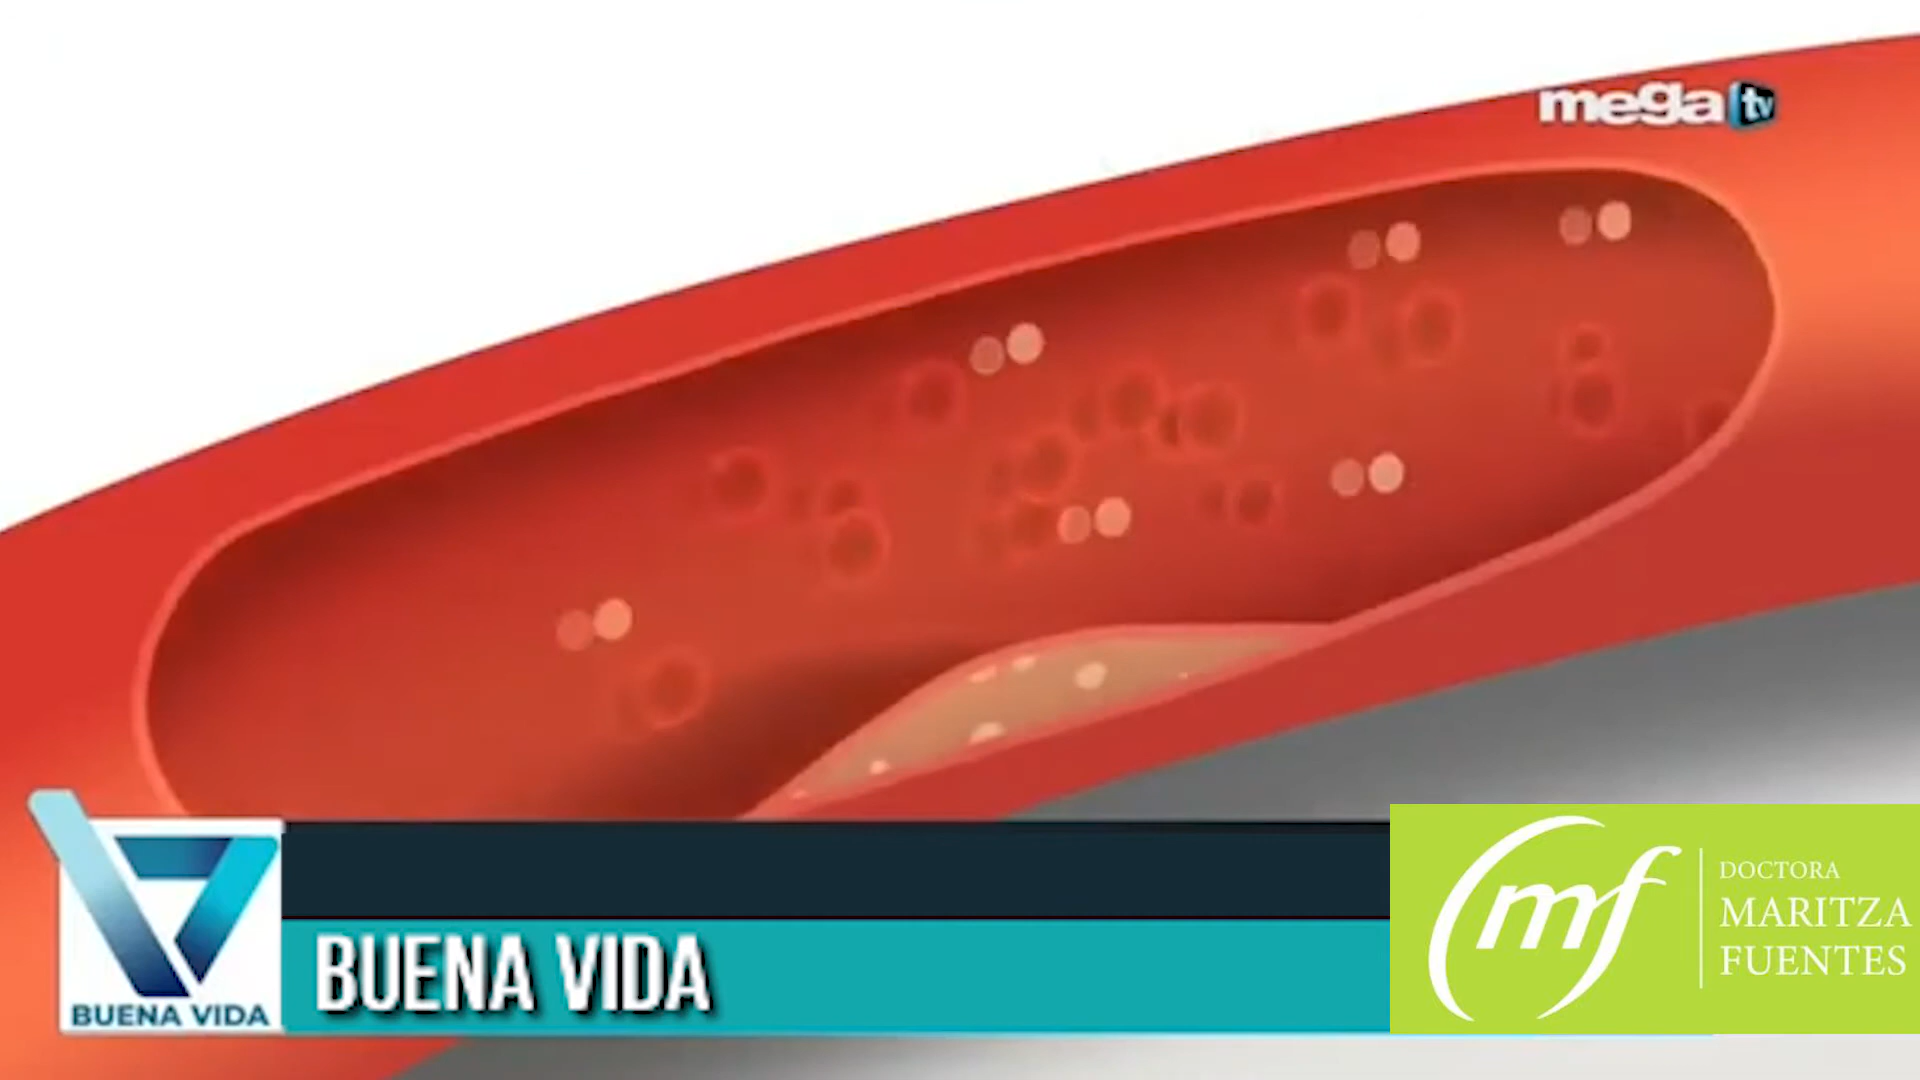 mega tv
BUENA VIDA
BUENA VIDA
mf
DOCTORA
MARITZA
FUENTES